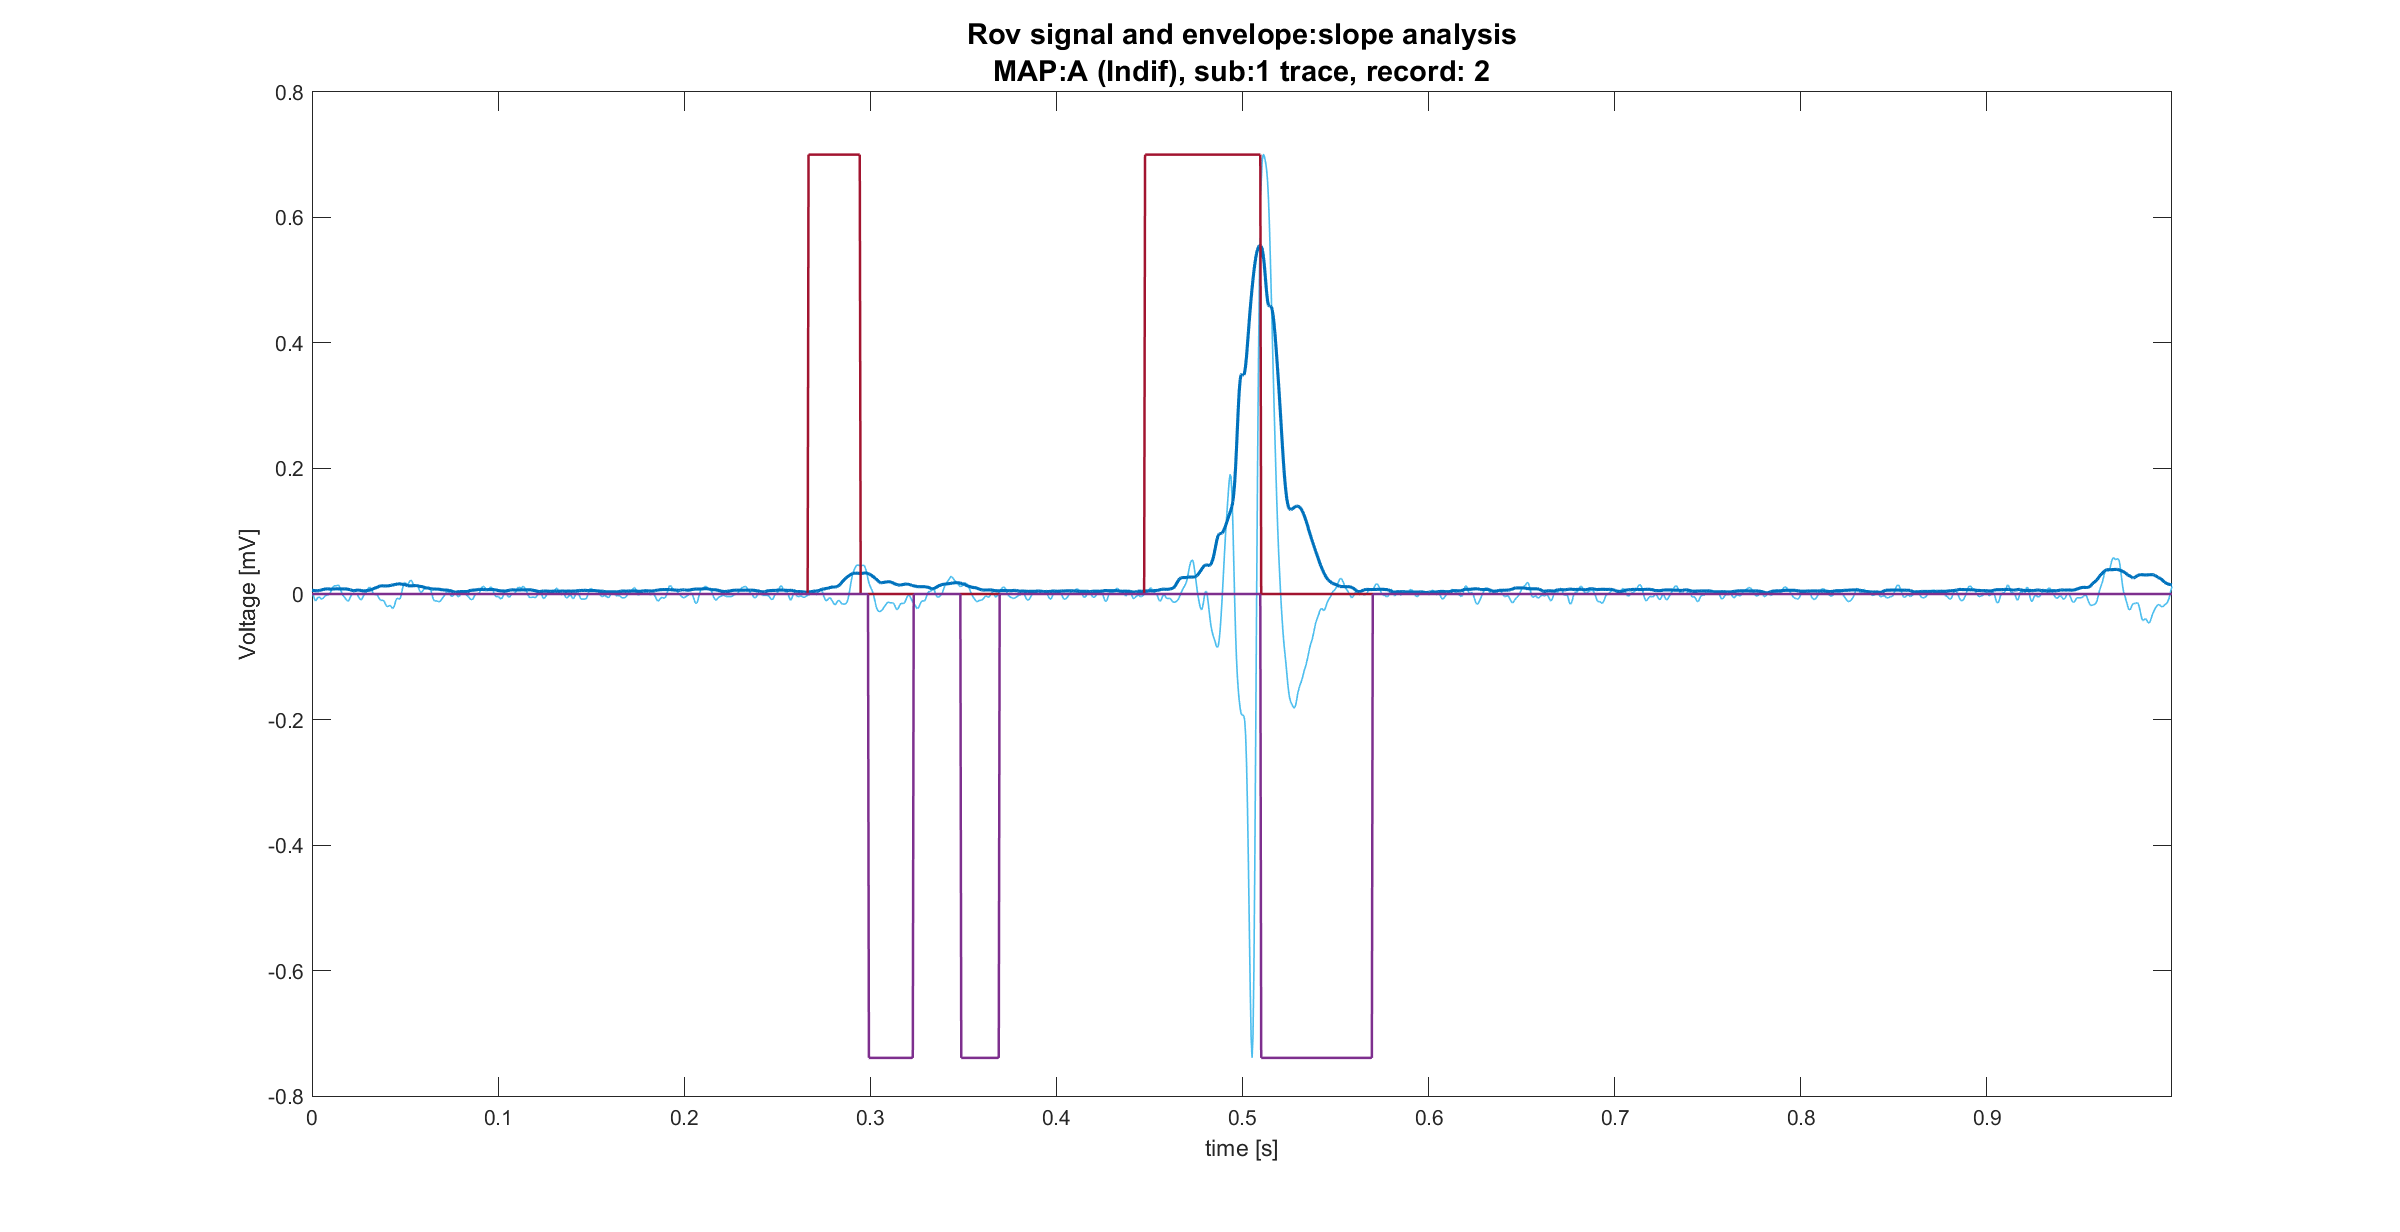 Rov signal and envelope:slope analysis
MAP:A (Indif), sub:1 trace, record: 2
0.8
0.6
0.4
0.2
0
-0.2
-0.4
-0.6
-0.8
Voltage [mV]
0 0.1 0.2 0.3 0.4 0.5 0.6 0.7 0.8 0.9
time [s]